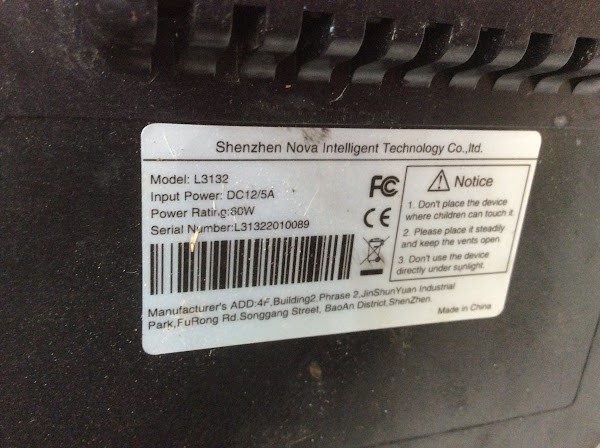 Shenzhen Nova Intelligent Technology Co.,ltd.
Model: L3132
Input Power: DC12/5A
Power Rating:80W
Serial Number:L31322010089
FC
CE
Notice
1. Don't place the device
where children can touch it.
2. Please place it steadily
and keep the vents open.
3. Don't use the device
directly under sunlight.
Manufacturer's ADD:4F,Building2,Phrase 2,JinShunYuan Industrial
Park,FuRong Rd.Songgang Street, BaoAn District,ShenZhen.
Made in China